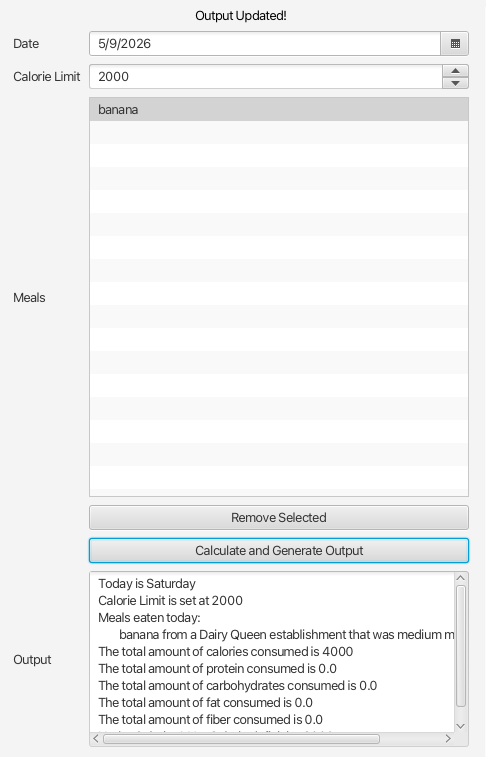 Output Updated!
Date
5/9/2026
Calorie Limit
2000
banana
Meals
Remove Selected
Calculate and Generate Output
Output
Today is Saturday
Calorie Limit is set at 2000
Meals eaten today:
banana from a Dairy Queen establishment that was medium m
The total amount of calories consumed is 4000
The total amount of protein consumed is 0.0
The total amount of carbohydrates consumed is 0.0
The total amount of fat consumed is 0.0
The total amount of fiber consumed is 0.0